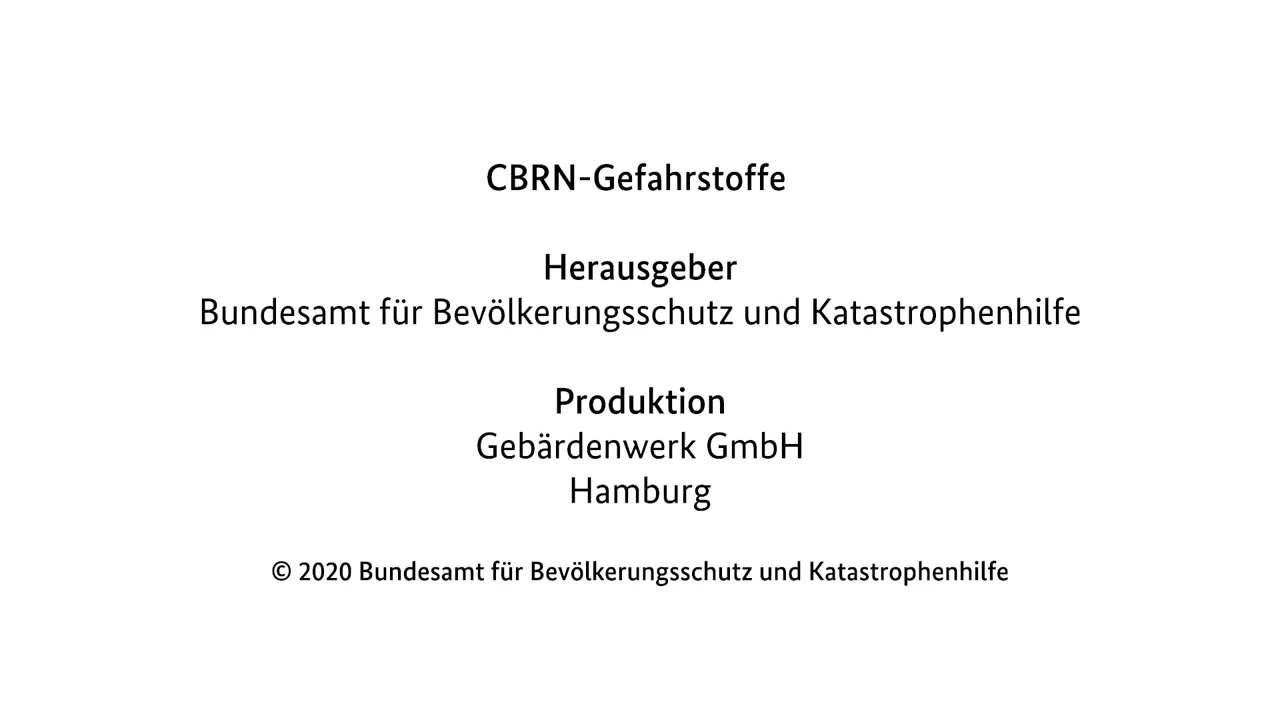 CBRN-Gefahrstoffe
Herausgeber
Bundesamt für Bevölkerungsschutz und Katastrophenhilfe
Produktion
Gebärdenwerk GmbH
Hamburg
© 2020 Bundesamt für Bevölkerungsschutz und Katastrophenhilfe